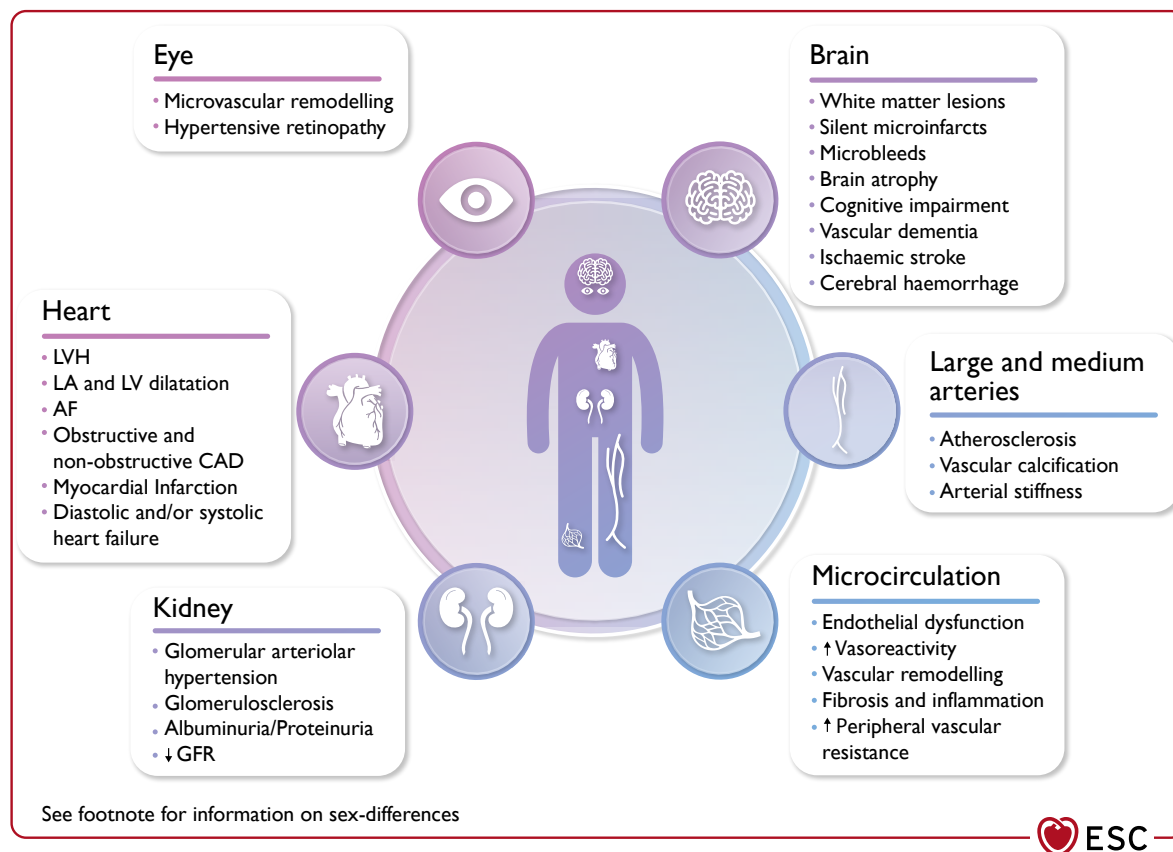 Eye
• Microvascular remodelling
• Hypertensive retinopathy
Brain
• White matter lesions
• Silent microinfarcts
• Microbleeds
• Brain atrophy
• Cognitive impairment
• Vascular dementia
• Ischaemic stroke
• Cerebral haemorrhage
Heart
• LVH
• LA and LV dilatation
• AF
• Obstructive and
non-obstructive CAD
• Myocardial Infarction
• Diastolic and/or systolic
heart failure
Large and medium
arteries
• Atherosclerosis
• Vascular calcification
• Arterial stiffness
Kidney
• Glomerular arteriolar
hypertension
• Glomerulosclerosis
• Albuminuria/Proteinuria
• ↓ GFR
Microcirculation
• Endothelial dysfunction
• ↑ Vasoreactivity
• Vascular remodelling
• Fibrosis and inflammation
• ↑ Peripheral vascular
resistance
See footnote for information on sex-differences
ESC